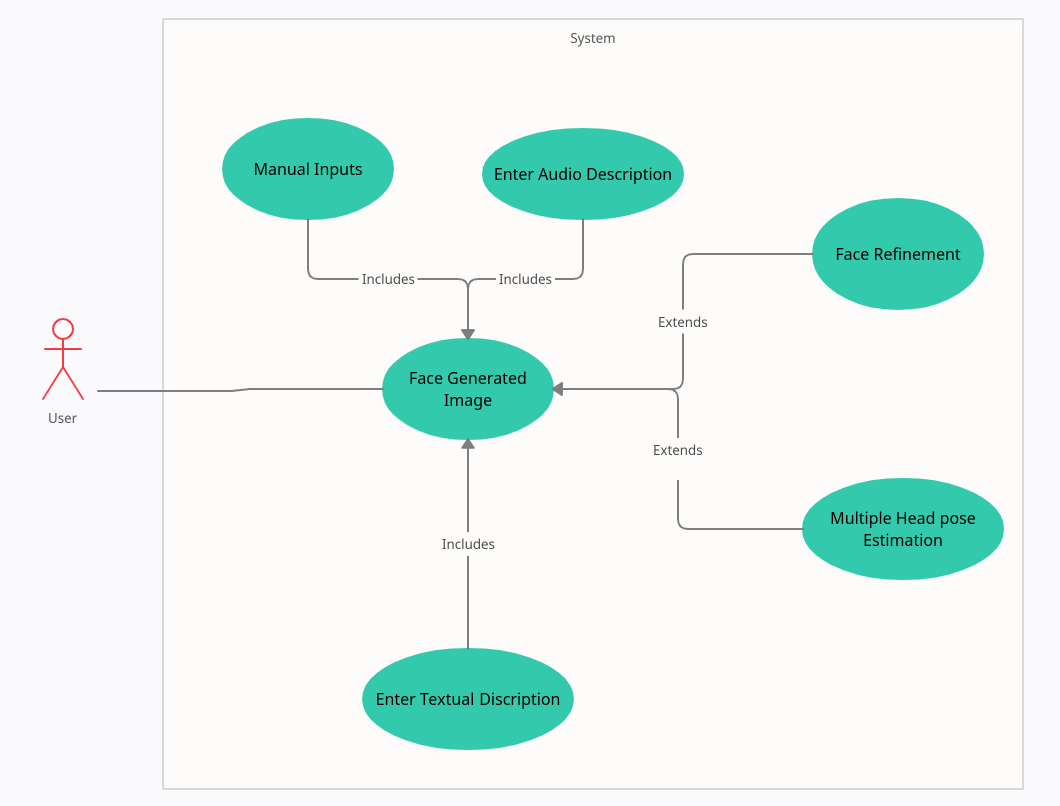 System
Manual Inputs
Enter Audio Description
Face Refinement
Includes
Includes
Extends
Face Generated
Image
User
Extends
Multiple Head pose
Estimation
Includes
Enter Textual Discription